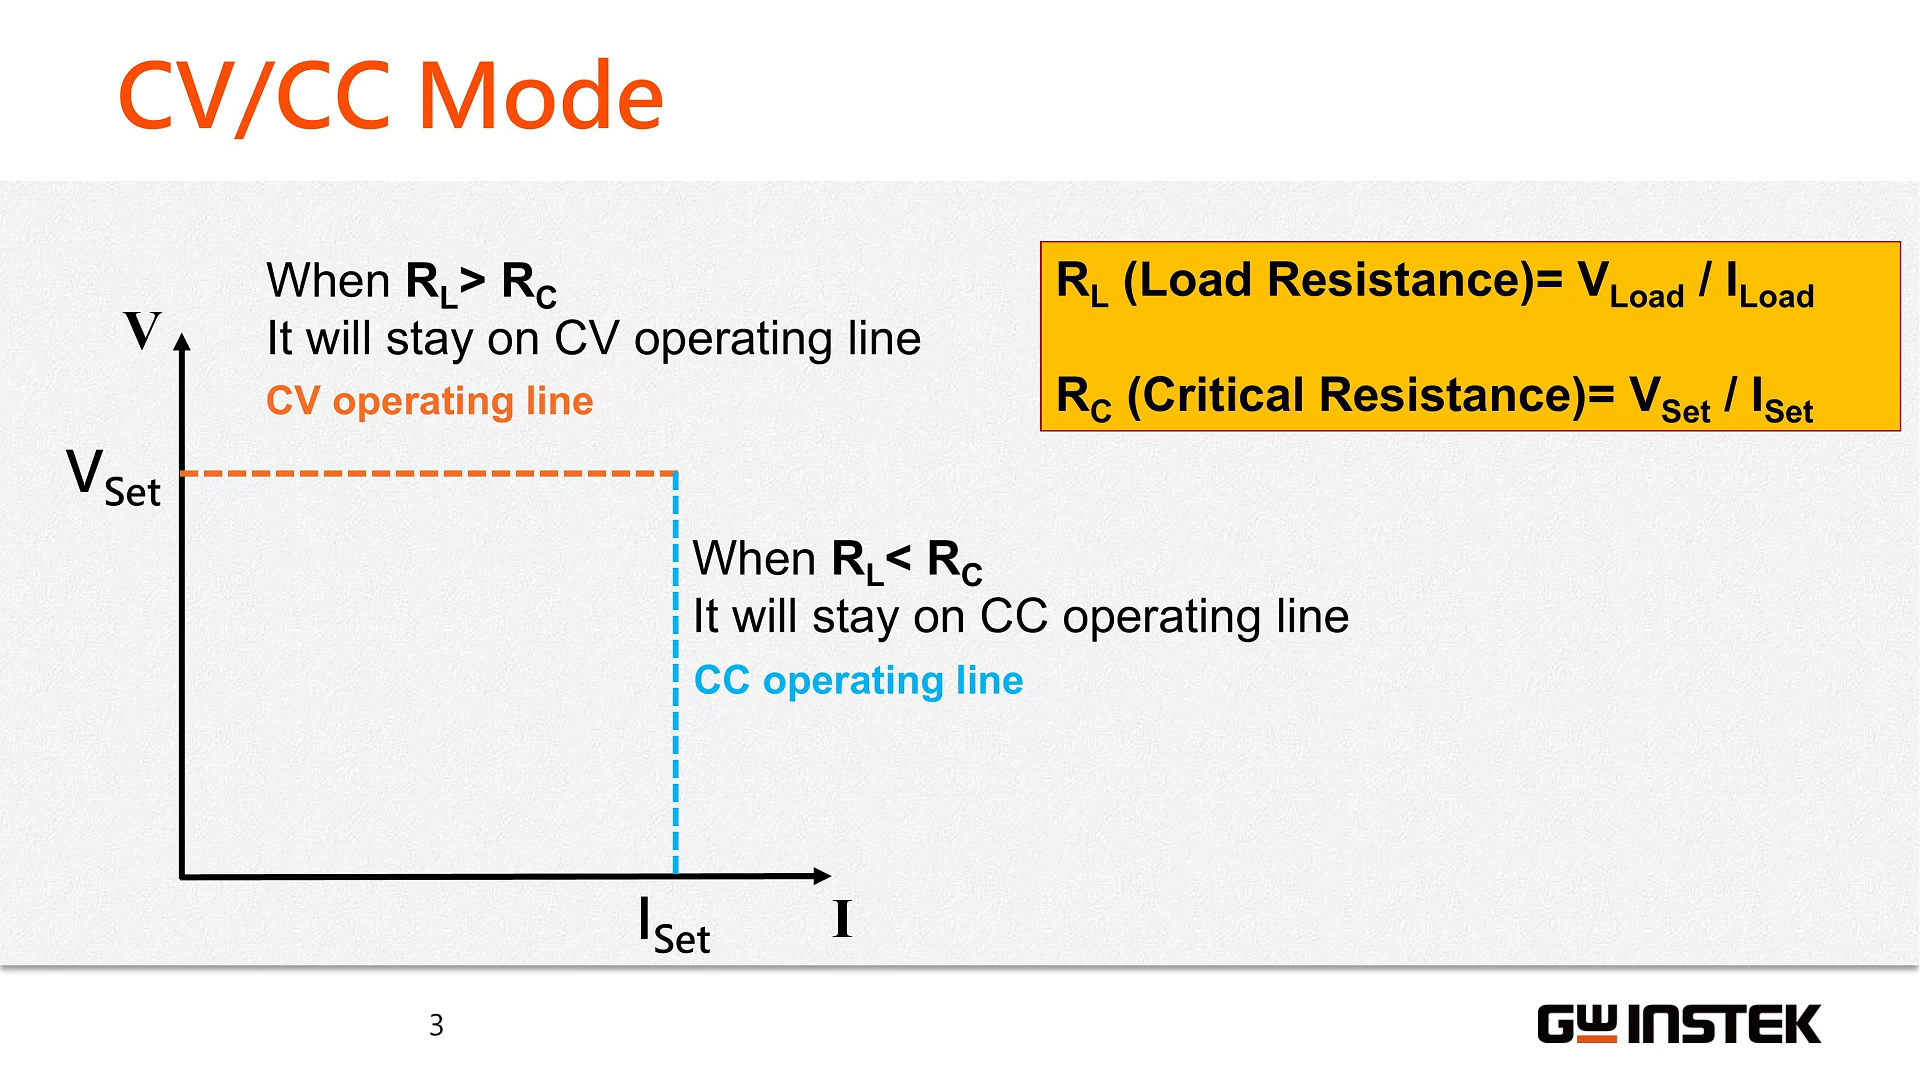 CV/CC Mode
When RL> RC
It will stay on CV operating line
CV operating line
V
VSet
RL (Load Resistance)= VLoad / ILoad
RC (Critical Resistance)= VSet / ISet
When RL< RC
It will stay on CC operating line
CC operating line
ISet
I
3
GW INSTEK